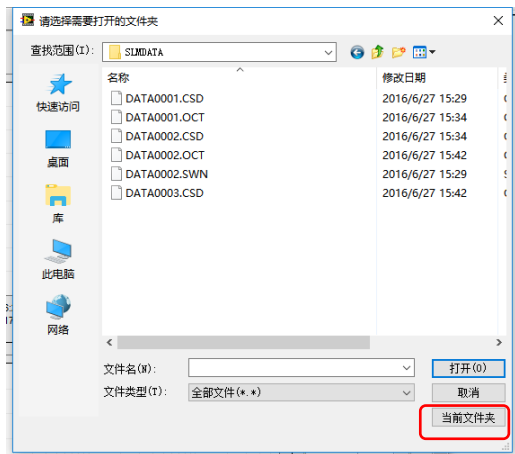 请选择需要打开的文件夹
查找范围(I): SLMDATA
名称 修改日期
DATA0001.CSD 2016/6/27 15:29
DATA0001.OCT 2016/6/27 15:34
DATA0002.CSD 2016/6/27 15:34
DATA0002.OCT 2016/6/27 15:42
DATA0002.SWN 2016/6/27 15:29
DATA0003.CSD 2016/6/27 15:42
快速访问
桌面
库
此电脑
网络
文件名(N): 打开(O)
文件类型(T): 全部文件(*.*) 取消
当前文件夹